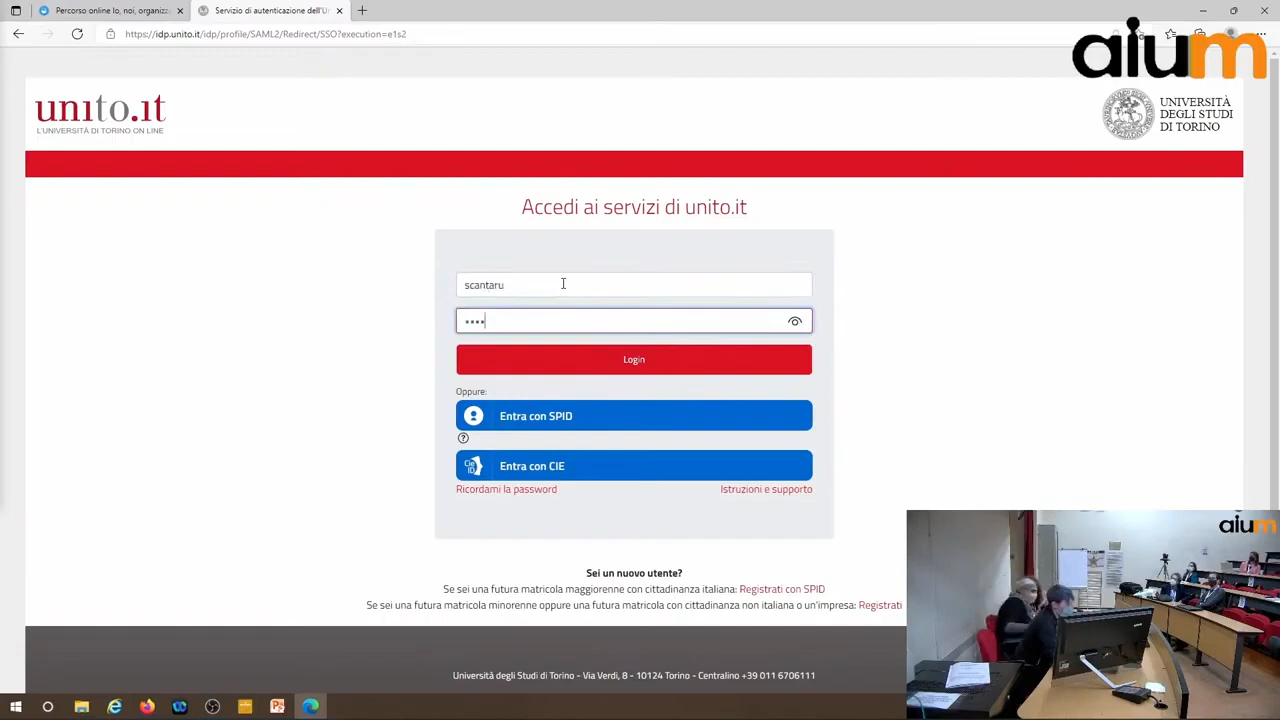 Percorso online Io, noi, organizz
Servizio di autenticazione dell'Un
https://idp.unito.it/idp/profile/SAML2/Redirect/SSO?execution=e1s2
aium
unito.it
L'UNIVERSITÀ DI TORINO ON LINE
UNIVERSITÀ
DEGLI STUDI
DI TORINO
Accedi ai servizi di unito.it
scantaru
••••
Login
Oppure:
Entra con SPID
Cie
ID
Entra con CIE
Ricordami la password
Istruzioni e supporto
aium
Sei un nuovo utente?
Se sei una futura matricola maggiorenne con cittadinanza italiana: Registrati con SPID
Se sei una futura matricola minorenne oppure una futura matricola con cittadinanza non italiana o un'impresa: Registrati
Università degli Studi di Torino - Via Verdi, 8 - 10124 Torino - Centralino +39 011 6706111